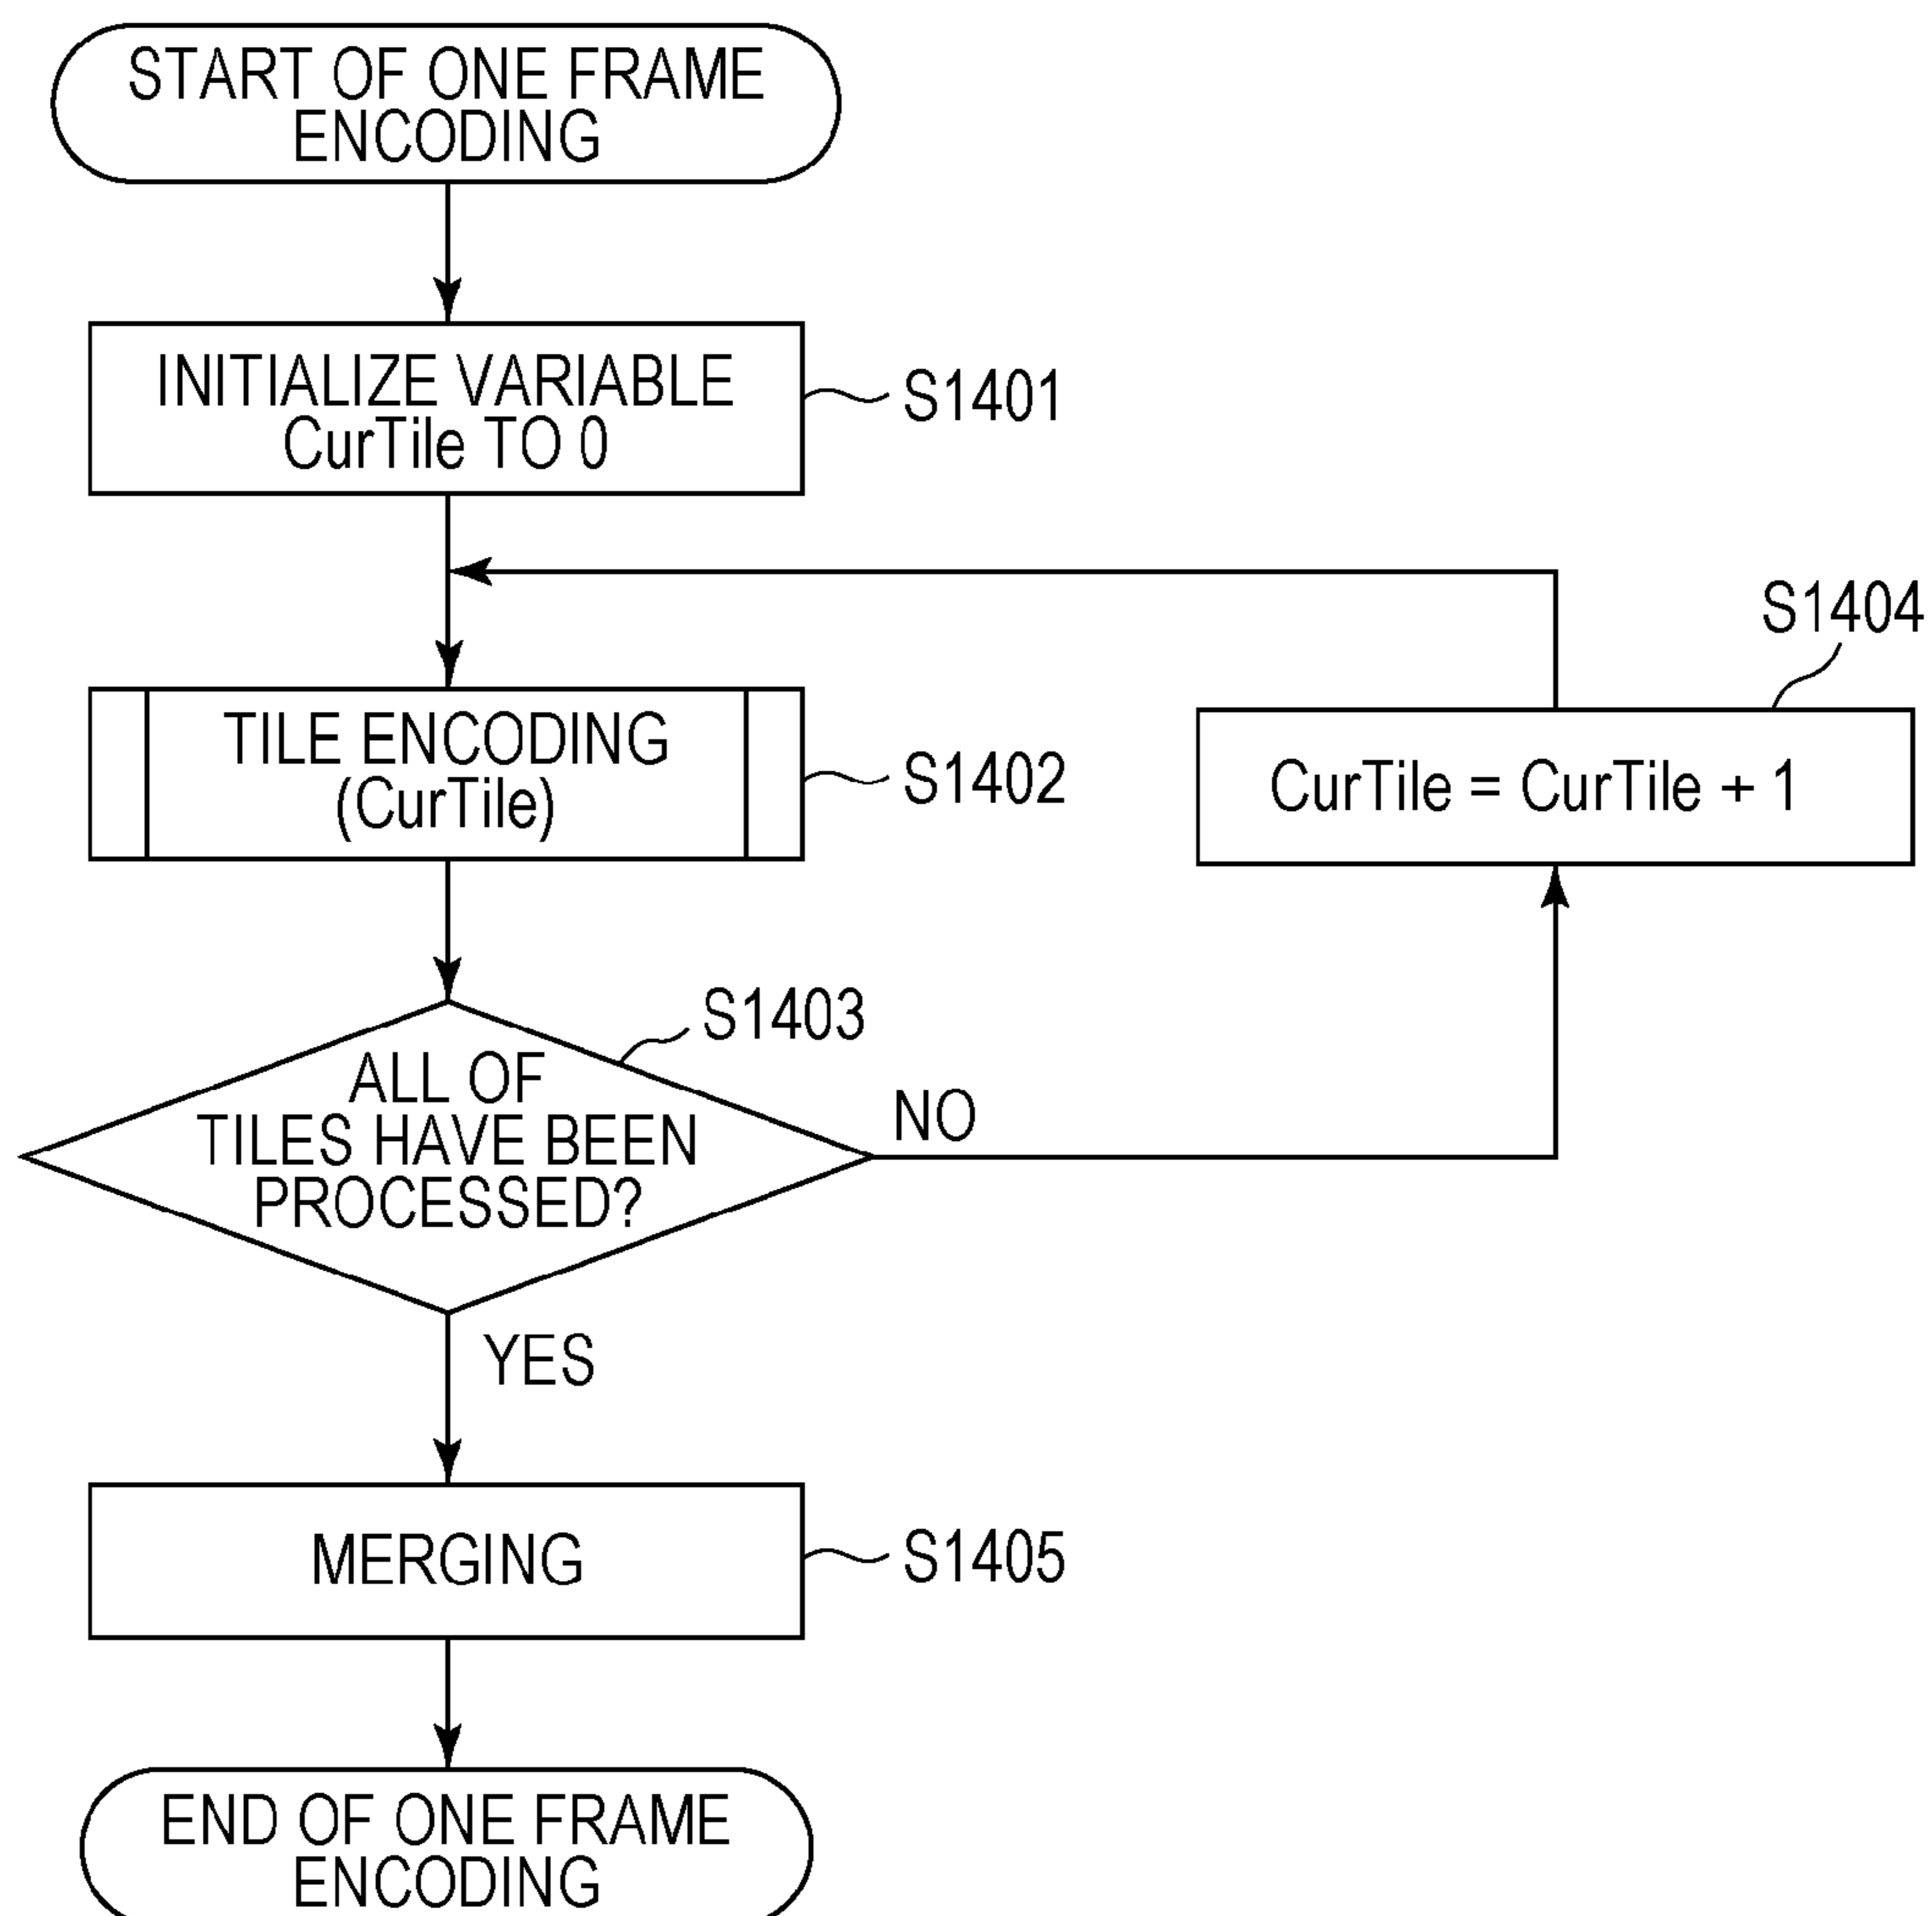 START OF ONE FRAME
ENCODING
INITIALIZE VARIABLE
CurTile TO 0
S1401
S1404
TILE ENCODING
(CurTile)
S1402
CurTile = CurTile + 1
S1403
ALL OF
TILES HAVE BEEN
PROCESSED?
NO
YES
MERGING
S1405
END OF ONE FRAME
ENCODING